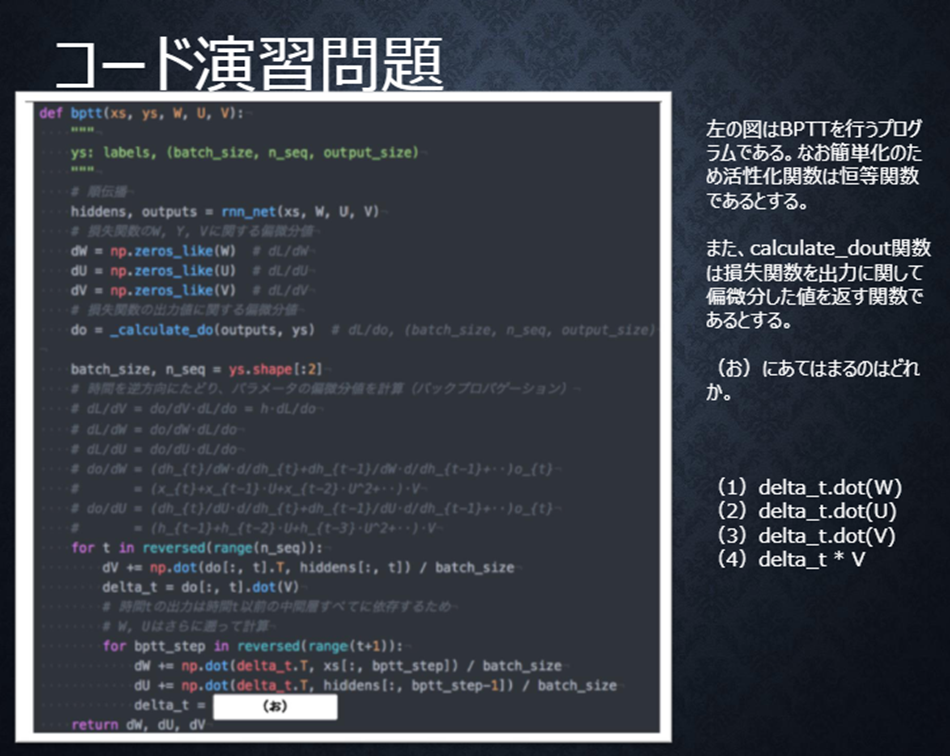 コード演習問題
def bptt(xs, ys, W, U, V):
"""
ys: labels, (batch_size, n_seq, output_size)
"""
# 順伝播
hiddens, outputs = rnn_net(xs, W, U, V)
# 損失関数のW, Y, Vに関する偏微分値
dW = np.zeros_like(W)  # dL/dW
dU = np.zeros_like(U)  # dL/dU
dV = np.zeros_like(V)  # dL/dV
# 損失関数の出力値に関する偏微分値
do = _calculate_do(outputs, ys)  # dL/do, (batch_size, n_seq, output_size)
batch_size, n_seq = ys.shape[:2]
# 時間を逆方向にたどり、パラメータの偏微分値を計算（バックプロパゲーション）
# dL/dV = do/dV·dL/do = h·dL/do
# dL/dW = do/dW·dL/do
# dL/dU = do/dU·dL/do
# do/dW = (dh_{t}/dW·d/dh_{t}+dh_{t-1}/dW·d/dh_{t-1}+··)o_{t}
#       = (x_{t}+x_{t-1}·U+x_{t-2}·U^2+··)·V
# do/dU = (dh_{t}/dU·d/dh_{t}+dh_{t-1}/dU·d/dh_{t-1}+··)o_{t}
#       = (h_{t-1}+h_{t-2}·U+h_{t-3}·U^2+··)·V
for t in reversed(range(n_seq)):
dV += np.dot(do[:, t].T, hiddens[:, t]) / batch_size
delta_t = do[:, t].dot(V)
# 時間tの出力は時間t以前の中間層すべてに依存するため
# W, Uはさらに遡って計算
for bptt_step in reversed(range(t+1)):
dW += np.dot(delta_t.T, xs[:, bptt_step]) / batch_size
dU += np.dot(delta_t.T, hiddens[:, bptt_step-1]) / batch_size
delta_t = （お）
return dW, dU, dV
左の図はBPTTを行うプログ
ラムである。なお簡単化のた
め活性化関数は恒等関数
であるとする。
また、calculate_dout関数
は損失関数を出力に関して
偏微分した値を返す関数で
あるとする。
（お）にあてはまるのはどれ
か。
（1）delta_t.dot(W)
（2）delta_t.dot(U)
（3）delta_t.dot(V)
（4）delta_t * V